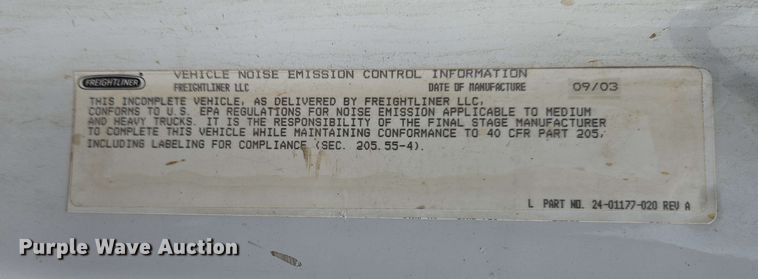 FREIGHTLINER
VEHICLE NOISE EMISSION CONTROL INFORMATION
FREIGHTLINER LLC DATE OF MANUFACTURE 09/03
THIS INCOMPLETE VEHICLE, AS DELIVERED BY FREIGHTLINER LLC,
CONFORMS TO U.S. EPA REGULATIONS FOR NOISE EMISSION APPLICABLE TO MEDIUM
AND HEAVY TRUCKS. IT IS THE RESPONSIBILITY OF THE FINAL STAGE MANUFACTURER
TO COMPLETE THIS VEHICLE WHILE MAINTAINING CONFORMANCE TO 40 CFR PART 205,
INCLUDING LABELING FOR COMPLIANCE (SEC. 205.55-4).
L PART NO. 24-01177-020 REV A
Purple Wave Auction